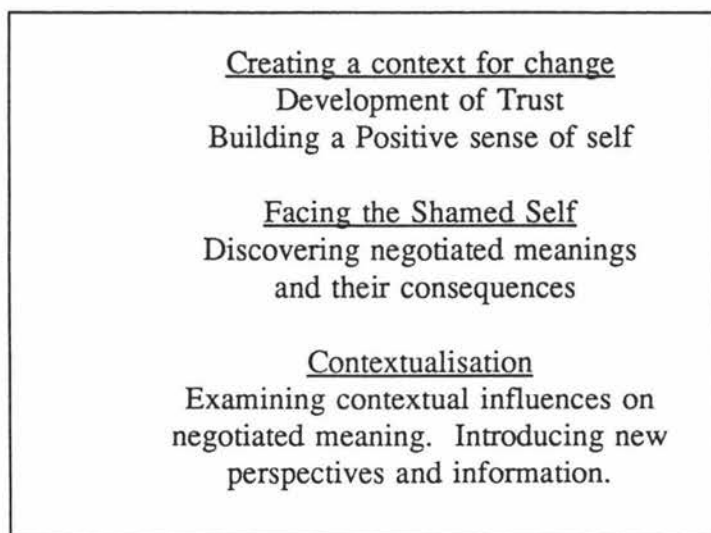 Creating a context for change
Development of Trust
Building a Positive sense of self
Facing the Shamed Self
Discovering negotiated meanings
and their consequences
Contextualisation
Examining contextual influences on
negotiated meaning. Introducing new
perspectives and information.